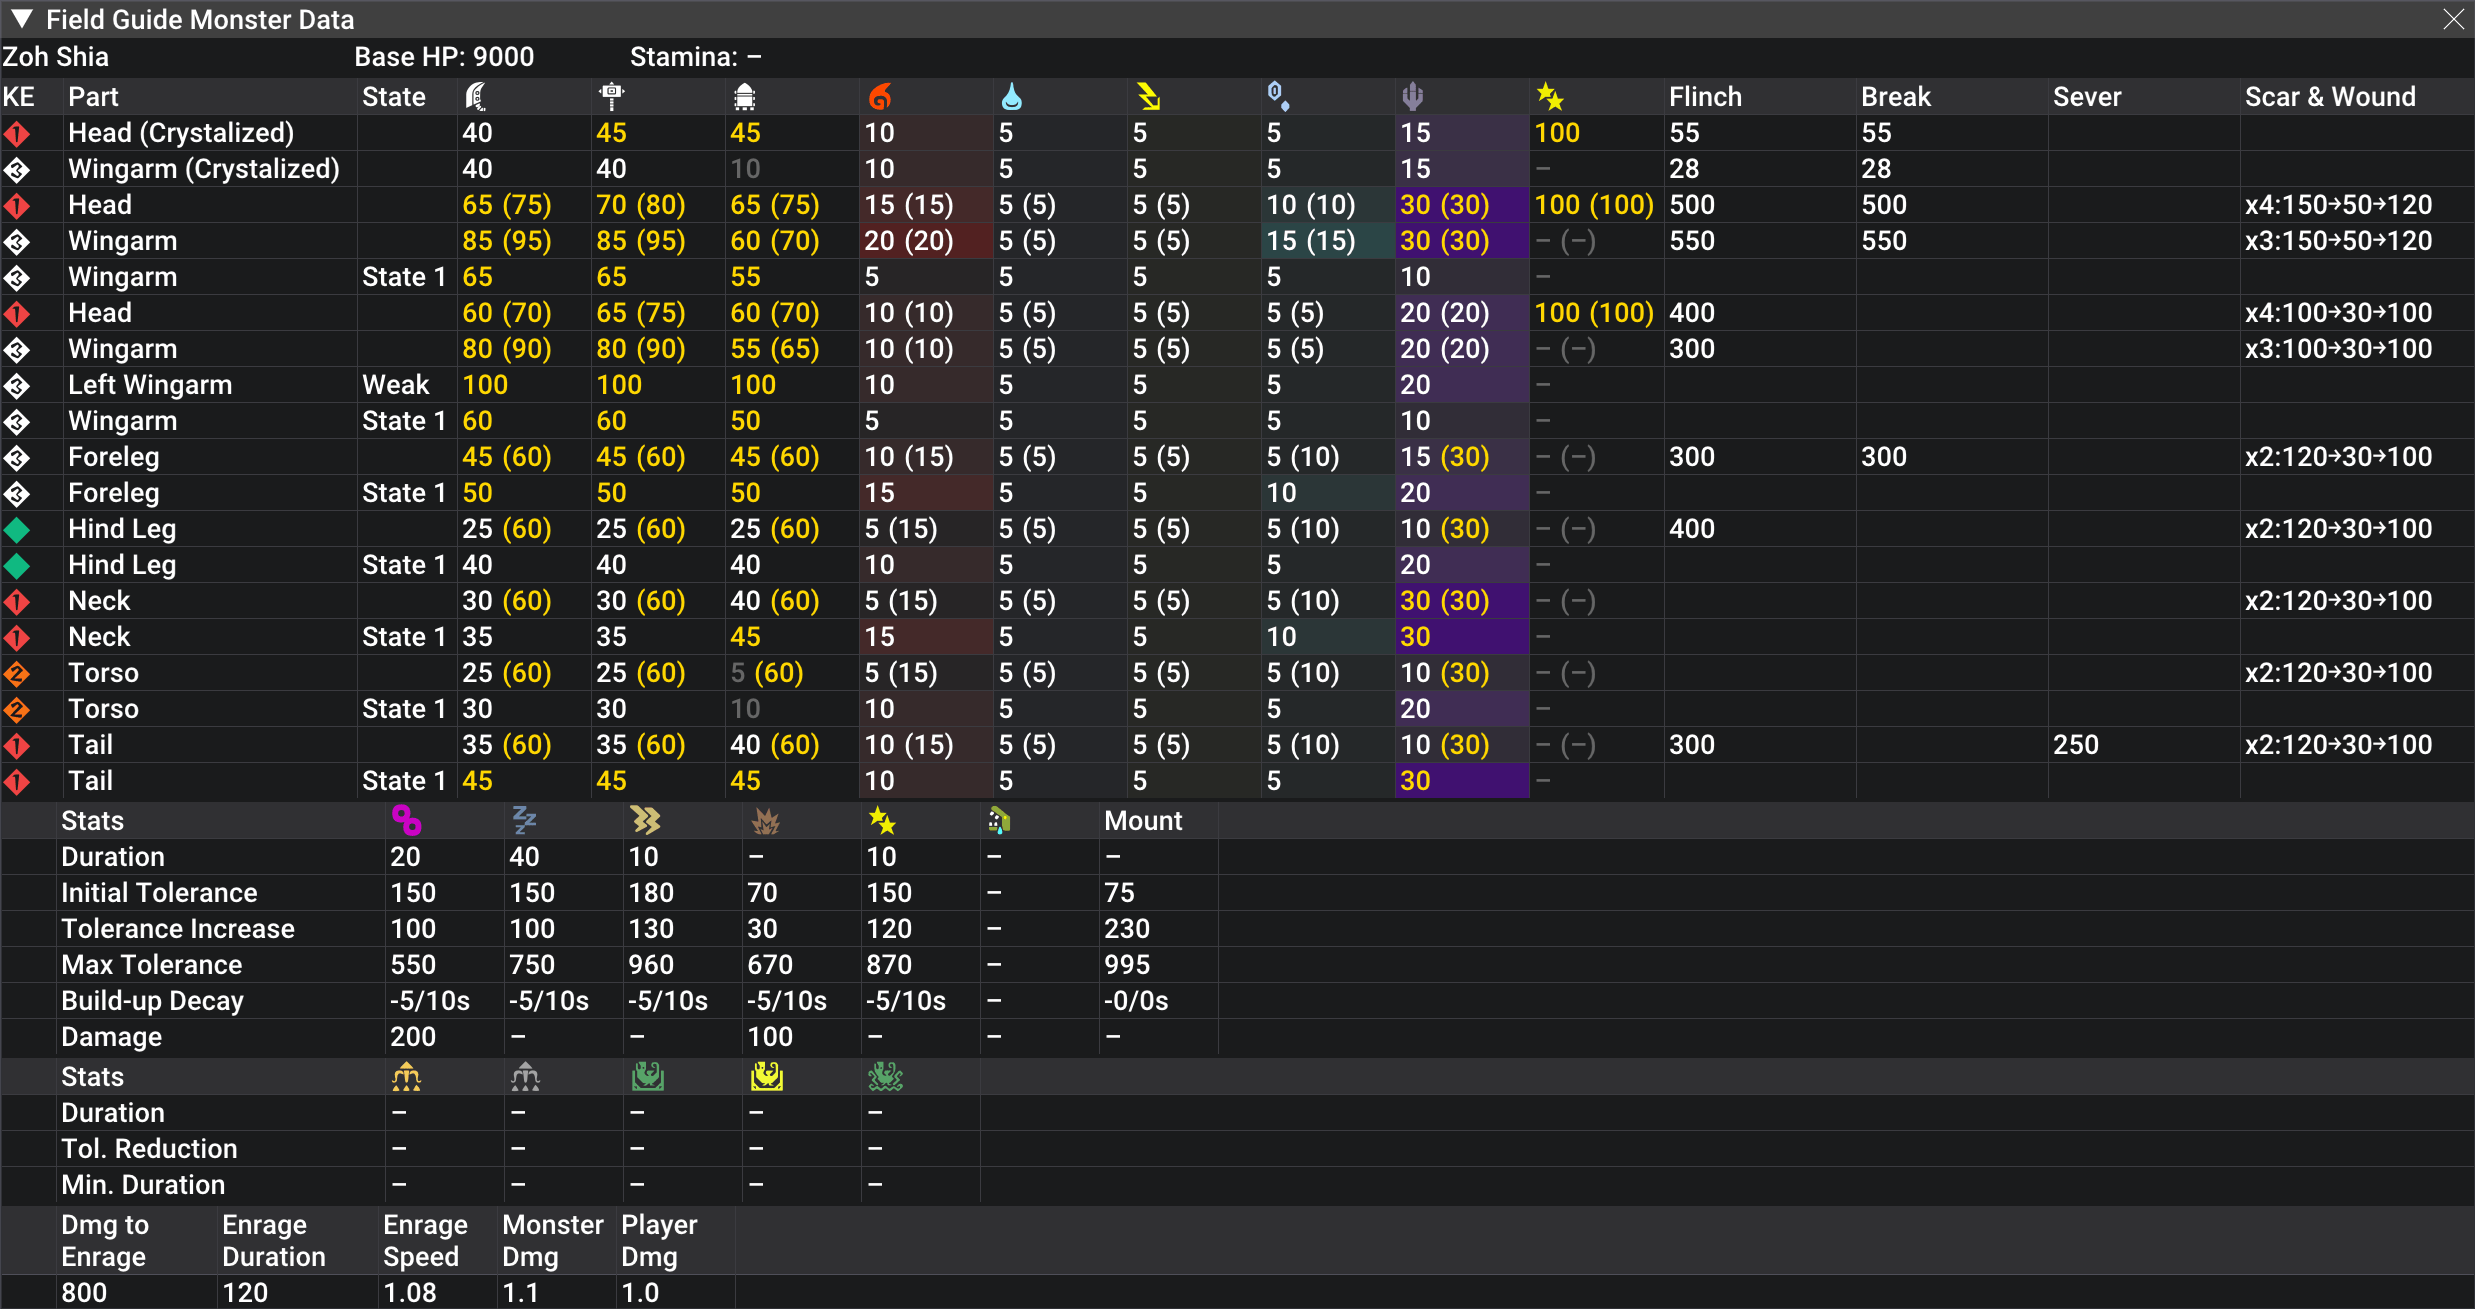 Field Guide Monster Data
Zoh Shia Base HP: 9000 Stamina: –
KE Part State Flinch Break Sever Scar & Wound
1 Head (Crystalized) 40 45 45 10 5 5 5 15 100 55 55
3 Wingarm (Crystalized) 40 40 10 10 5 5 5 15 – 28 28
1 Head 65 (75) 70 (80) 65 (75) 15 (15) 5 (5) 5 (5) 10 (10) 30 (30) 100 (100) 500 500 x4:150→50→120
3 Wingarm 85 (95) 85 (95) 60 (70) 20 (20) 5 (5) 5 (5) 15 (15) 30 (30) – (–) 550 550 x3:150→50→120
3 Wingarm State 1 65 65 55 5 5 5 5 10 –
1 Head 60 (70) 65 (75) 60 (70) 10 (10) 5 (5) 5 (5) 5 (5) 20 (20) 100 (100) 400 x4:100→30→100
3 Wingarm 80 (90) 80 (90) 55 (65) 10 (10) 5 (5) 5 (5) 5 (5) 20 (20) – (–) 300 x3:100→30→100
3 Left Wingarm Weak 100 100 100 10 5 5 5 20 –
3 Wingarm State 1 60 60 50 5 5 5 5 10 –
3 Foreleg 45 (60) 45 (60) 45 (60) 10 (15) 5 (5) 5 (5) 5 (10) 15 (30) – (–) 300 300 x2:120→30→100
3 Foreleg State 1 50 50 50 15 5 5 10 20 –
Hind Leg 25 (60) 25 (60) 25 (60) 5 (15) 5 (5) 5 (5) 5 (10) 10 (30) – (–) 400 x2:120→30→100
Hind Leg State 1 40 40 40 10 5 5 5 20 –
1 Neck 30 (60) 30 (60) 40 (60) 5 (15) 5 (5) 5 (5) 5 (10) 30 (30) – (–) x2:120→30→100
1 Neck State 1 35 35 45 15 5 5 10 30 –
2 Torso 25 (60) 25 (60) 5 (60) 5 (15) 5 (5) 5 (5) 5 (10) 10 (30) – (–) x2:120→30→100
2 Torso State 1 30 30 10 10 5 5 5 20 –
1 Tail 35 (60) 35 (60) 40 (60) 10 (15) 5 (5) 5 (5) 5 (10) 10 (30) – (–) 300 250 x2:120→30→100
1 Tail State 1 45 45 45 10 5 5 5 30 –
Stats Mount
Duration 20 40 10 – 10 – –
Initial Tolerance 150 150 180 70 150 – 75
Tolerance Increase 100 100 130 30 120 – 230
Max Tolerance 550 750 960 670 870 – 995
Build-up Decay -5/10s -5/10s -5/10s -5/10s -5/10s – -0/0s
Damage 200 – – 100 – – –
Stats
Duration – – – – –
Tol. Reduction – – – – –
Min. Duration – – – – –
Dmg to Enrage Enrage Monster Player
Enrage Duration Speed Dmg Dmg
800 120 1.08 1.1 1.0